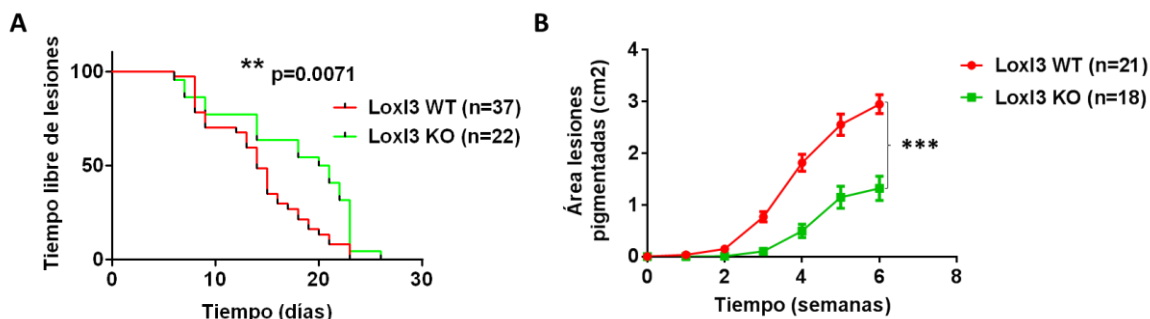 A
Tiempo libre de lesiones
100
50
0
0
10
20
30
Tiempo (días)
** p=0.0071
Loxl3 WT (n=37)
Loxl3 KO (n=22)
B
Área lesiones
pigmentadas (cm2)
4
3
2
1
0
0
2
4
6
8
Tiempo (semanas)
Loxl3 WT (n=21)
Loxl3 KO (n=18)
***